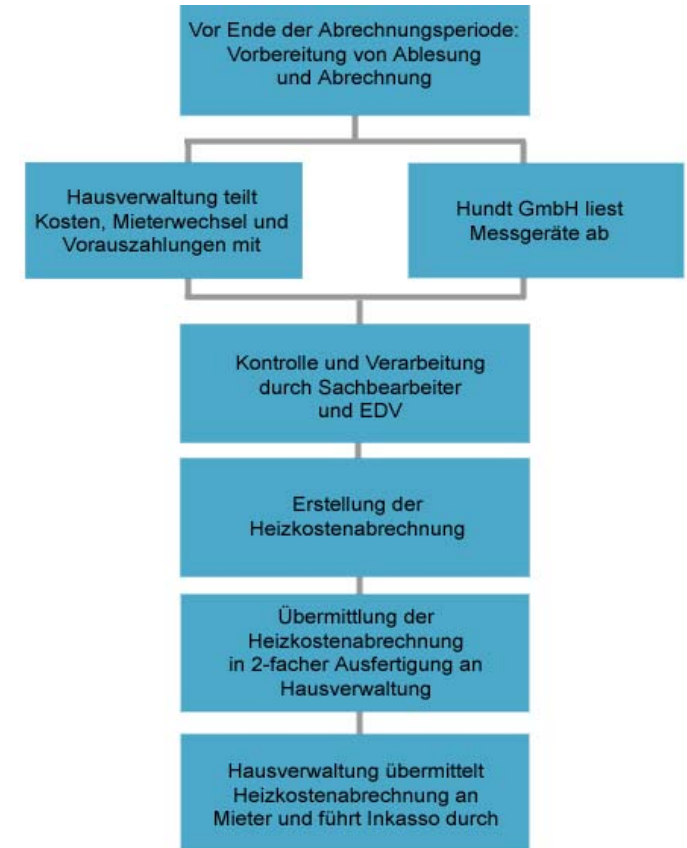 Vor Ende der Abrechnungsperiode:
Vorbereitung von Ablesung
und Abrechnung
Hausverwaltung teilt
Kosten, Mieterwechsel und
Vorauszahlungen mit
Hundt GmbH liest
Messgeräte ab
Kontrolle und Verarbeitung
durch Sachbearbeiter
und EDV
Erstellung der
Heizkostenabrechnung
Übermittlung der
Heizkostenabrechnung
in 2-facher Ausfertigung an
Hausverwaltung
Hausverwaltung übermittelt
Heizkostenabrechnung an
Mieter und führt Inkasso durch